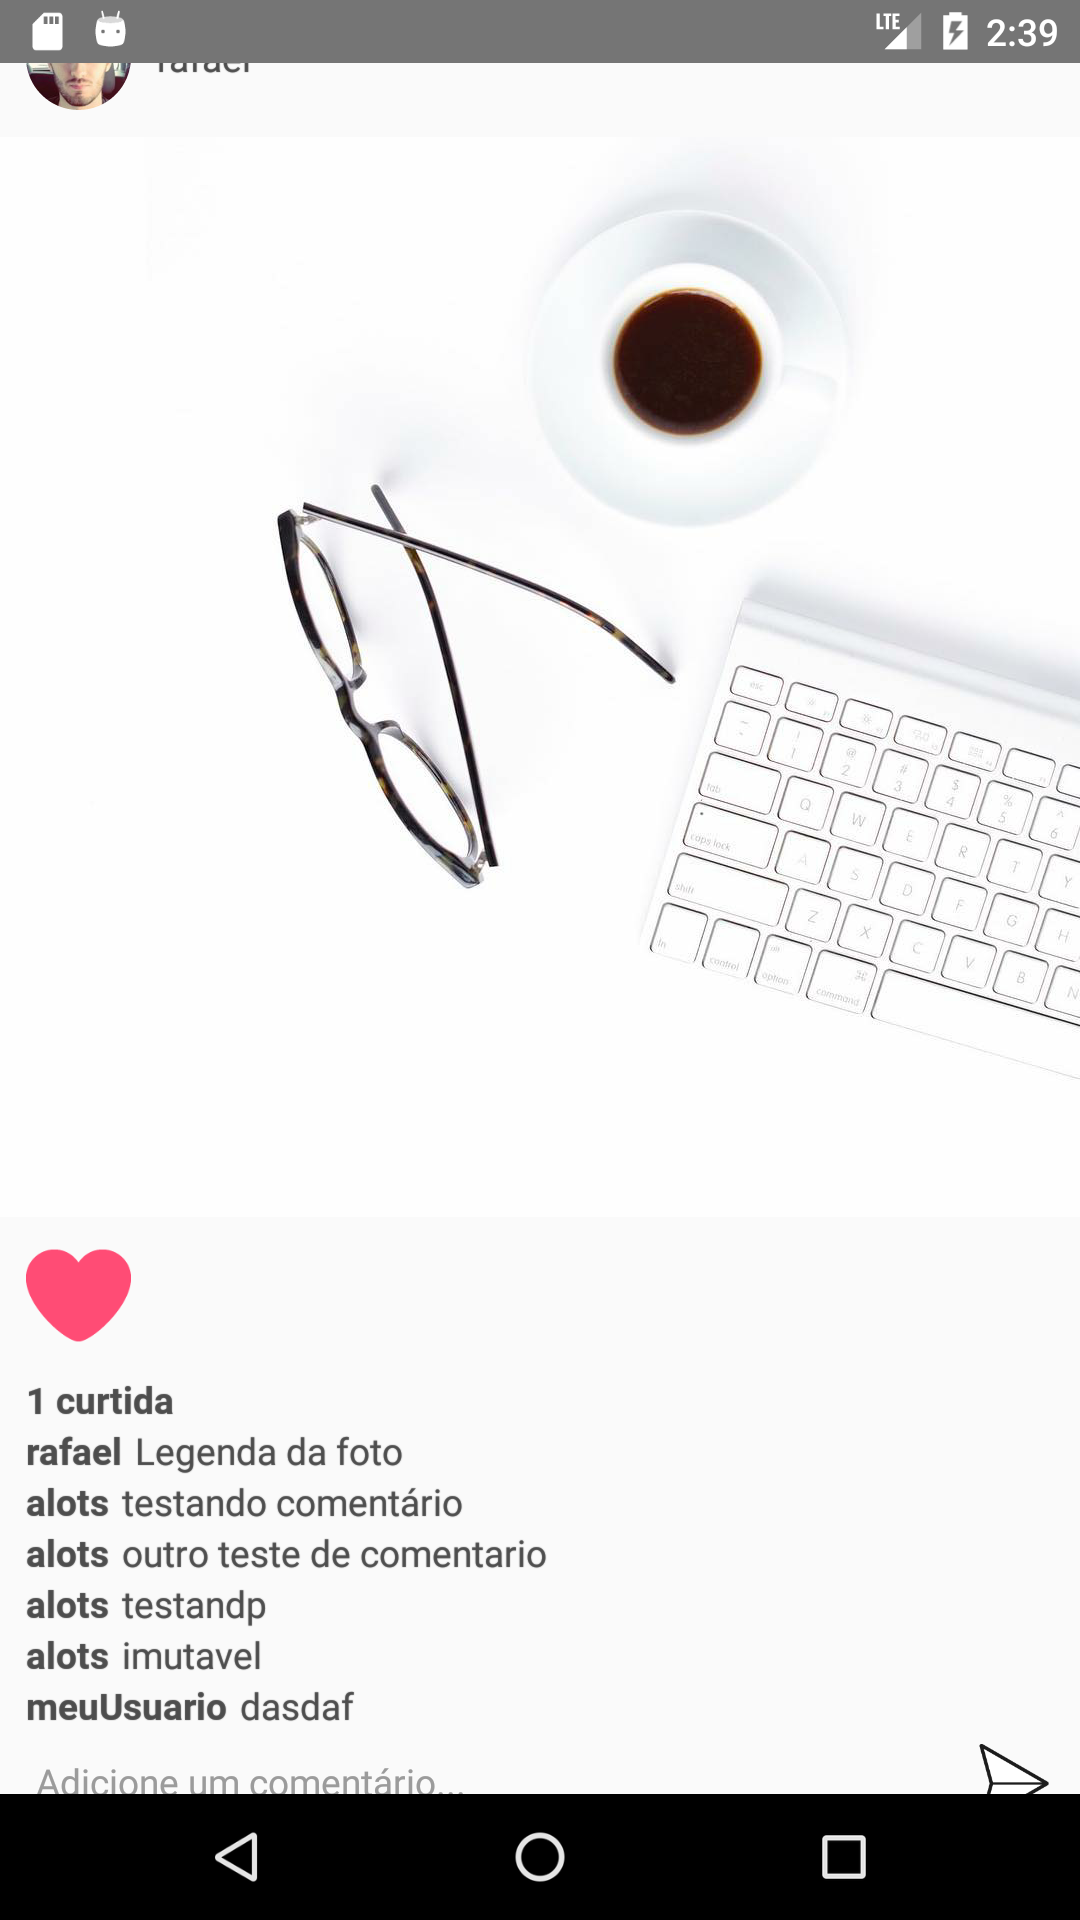 LTE 2:39
rafael
esc
! @ # $ % ^
1 2 3 4 5 6
tab Q W E R T Y
caps lock A S D F G H
shift Z X C V B N
fn control alt option ⌘ command
1 curtida
rafael Legenda da foto
alots testando comentário
alots outro teste de comentario
alots testandp
alots imutavel
meuUsuario dasdaf
Adicione um comentário...